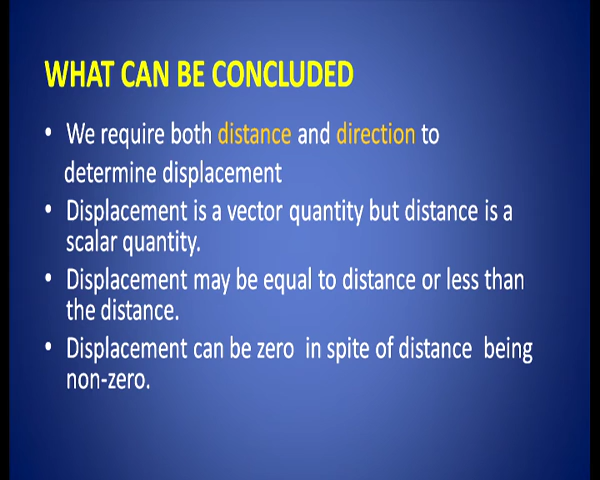 WHAT CAN BE CONCLUDED
• We require both distance and direction to
determine displacement
• Displacement is a vector quantity but distance is a
scalar quantity.
• Displacement may be equal to distance or less than
the distance.
• Displacement can be zero in spite of distance being
non-zero.